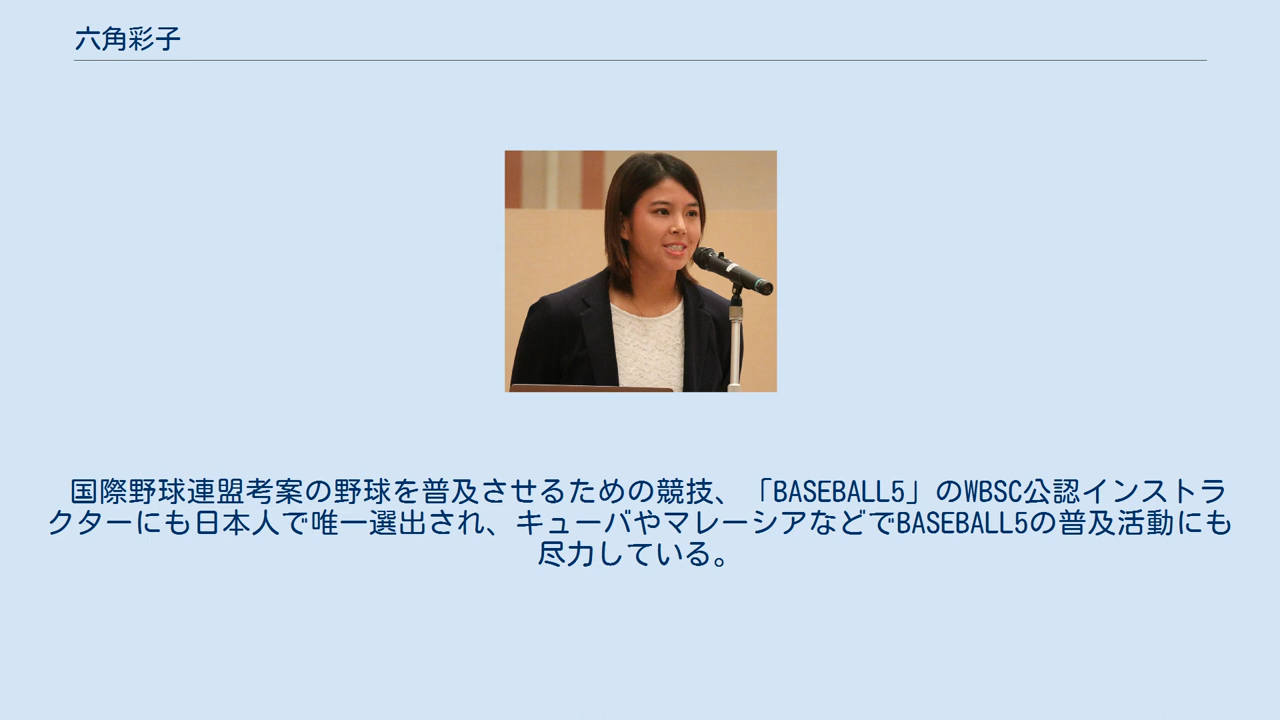 六角彩子
国際野球連盟考案の野球を普及させるための競技、「BASEBALL5」のWBSC公認インストラ
クターにも日本人で唯一選出され、キューバやマレーシアなどでBASEBALL5の普及活動にも
尽力している。